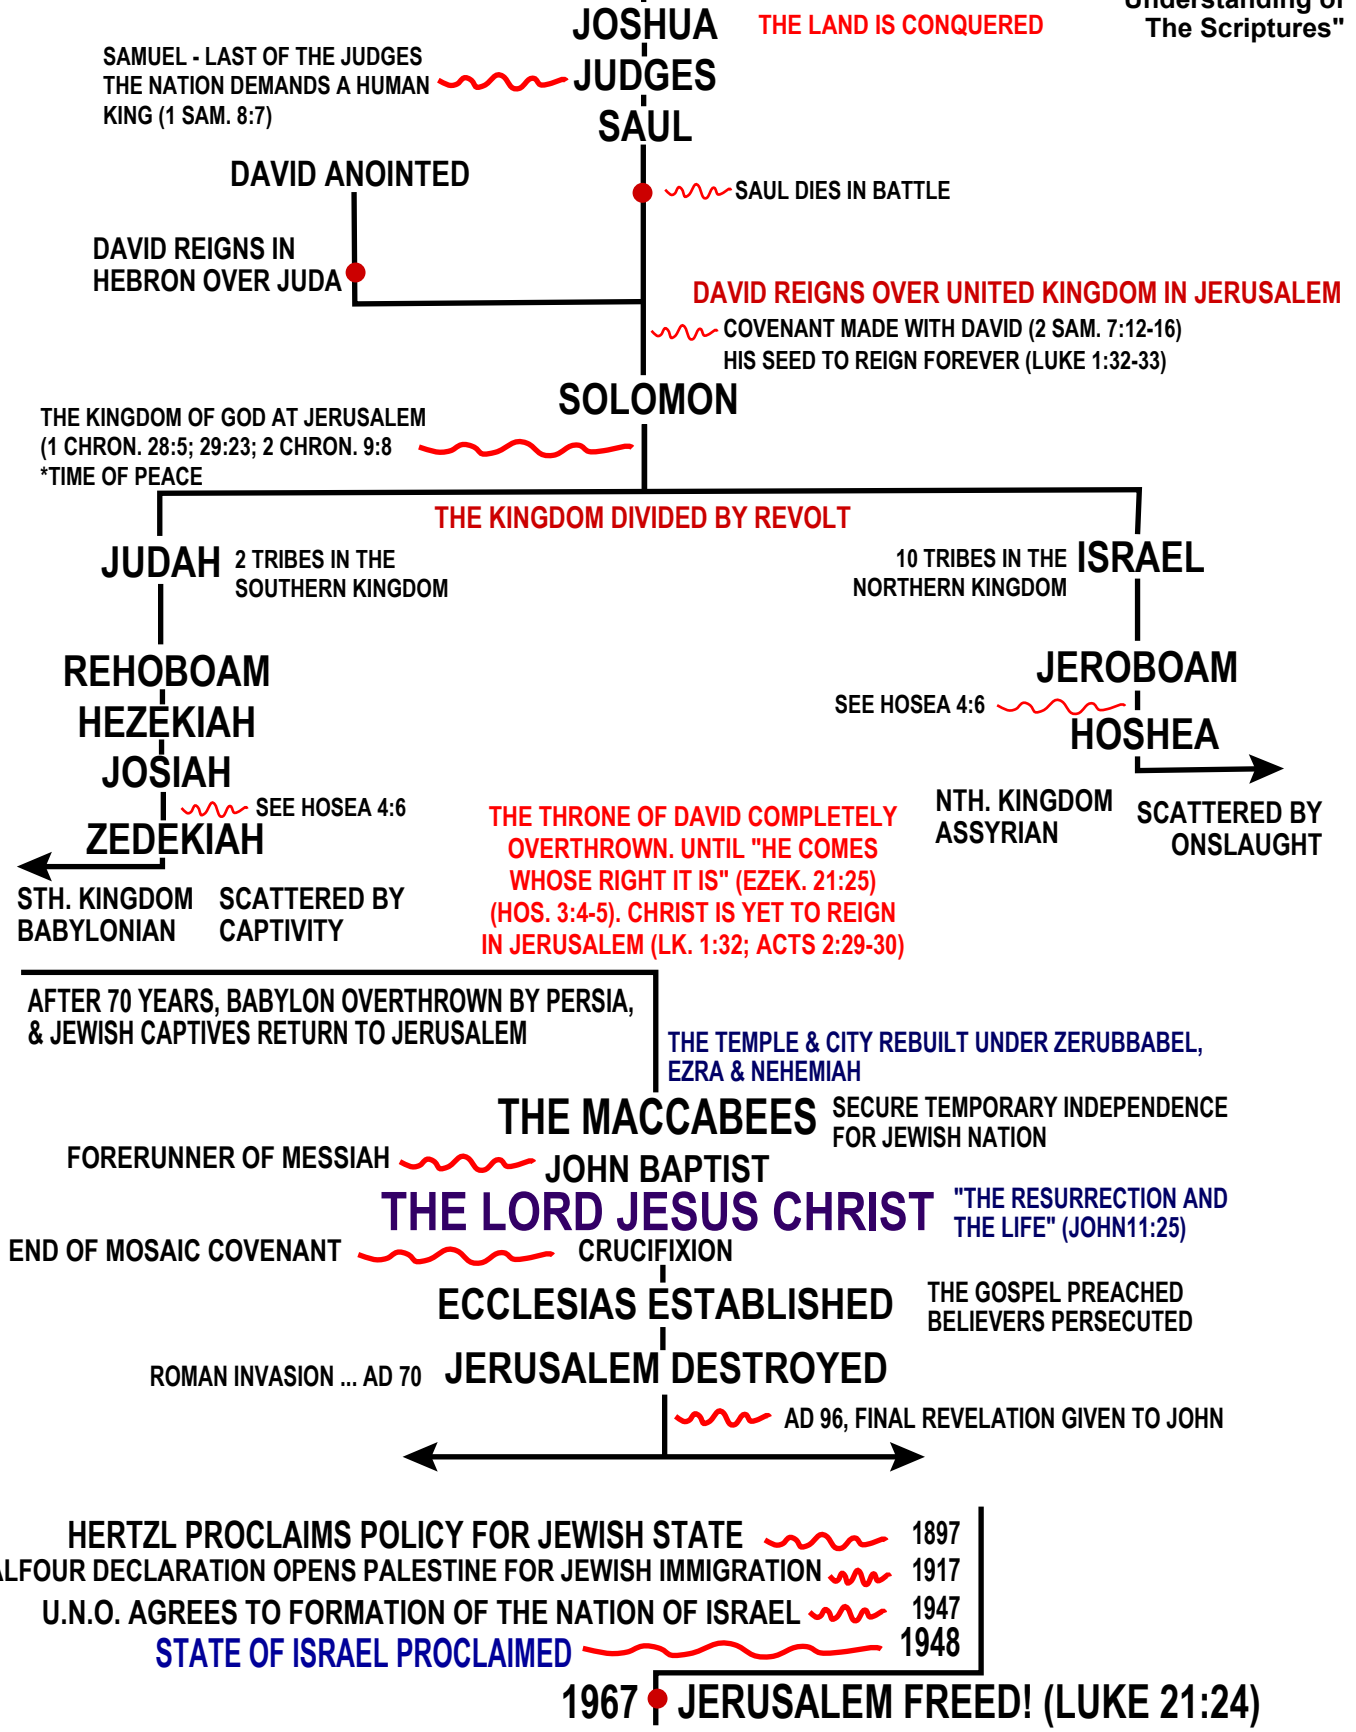 Understanding of
The Scriptures"
JOSHUA
THE LAND IS CONQUERED
SAMUEL - LAST OF THE JUDGES
THE NATION DEMANDS A HUMAN
KING (1 SAM. 8:7)
JUDGES
SAUL
DAVID ANOINTED
SAUL DIES IN BATTLE
DAVID REIGNS IN
HEBRON OVER JUDA
DAVID REIGNS OVER UNITED KINGDOM IN JERUSALEM
COVENANT MADE WITH DAVID (2 SAM. 7:12-16)
HIS SEED TO REIGN FOREVER (LUKE 1:32-33)
SOLOMON
THE KINGDOM OF GOD AT JERUSALEM
(1 CHRON. 28:5; 29:23; 2 CHRON. 9:8
*TIME OF PEACE
THE KINGDOM DIVIDED BY REVOLT
JUDAH
2 TRIBES IN THE
SOUTHERN KINGDOM
10 TRIBES IN THE
NORTHERN KINGDOM
ISRAEL
REHOBOAM
HEZEKIAH
JOSIAH
SEE HOSEA 4:6
ZEDEKIAH
JEROBOAM
SEE HOSEA 4:6
HOSHEA
STH. KINGDOM
BABYLONIAN
SCATTERED BY
CAPTIVITY
THE THRONE OF DAVID COMPLETELY
OVERTHROWN. UNTIL "HE COMES
WHOSE RIGHT IT IS" (EZEK. 21:25)
(HOS. 3:4-5). CHRIST IS YET TO REIGN
IN JERUSALEM (LK. 1:32; ACTS 2:29-30)
NTH. KINGDOM
ASSYRIAN
SCATTERED BY
ONSLAUGHT
AFTER 70 YEARS, BABYLON OVERTHROWN BY PERSIA,
& JEWISH CAPTIVES RETURN TO JERUSALEM
THE TEMPLE & CITY REBUILT UNDER ZERUBBABEL,
EZRA & NEHEMIAH
THE MACCABEES
SECURE TEMPORARY INDEPENDENCE
FOR JEWISH NATION
FORERUNNER OF MESSIAH
JOHN BAPTIST
THE LORD JESUS CHRIST
"THE RESURRECTION AND
THE LIFE" (JOHN11:25)
END OF MOSAIC COVENANT
CRUCIFIXION
ECCLESIAS ESTABLISHED
THE GOSPEL PREACHED
BELIEVERS PERSECUTED
ROMAN INVASION ... AD 70
JERUSALEM DESTROYED
AD 96, FINAL REVELATION GIVEN TO JOHN
HERTZL PROCLAIMS POLICY FOR JEWISH STATE 1897
ALFOUR DECLARATION OPENS PALESTINE FOR JEWISH IMMIGRATION 1917
U.N.O. AGREES TO FORMATION OF THE NATION OF ISRAEL 1947
STATE OF ISRAEL PROCLAIMED 1948
1967 JERUSALEM FREED! (LUKE 21:24)